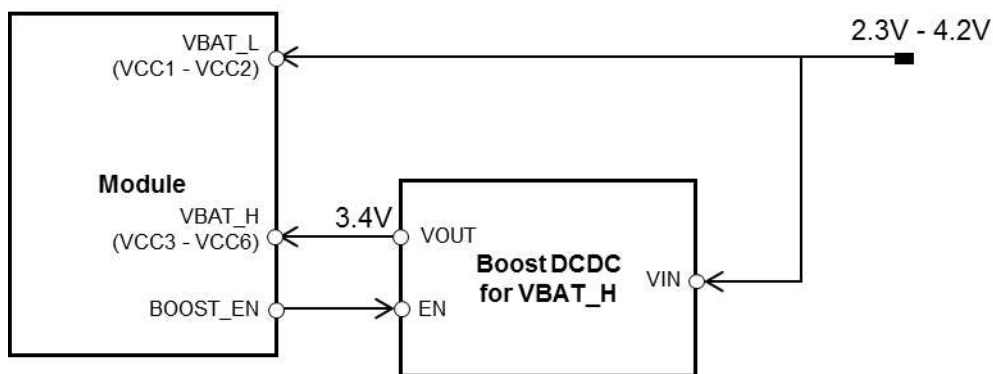 VBAT_L
(VCC1 - VCC2)
2.3V - 4.2V
Module
VBAT_H
(VCC3 - VCC6)
3.4V
VOUT
Boost DCDC
for VBAT_H
VIN
BOOST_EN
EN